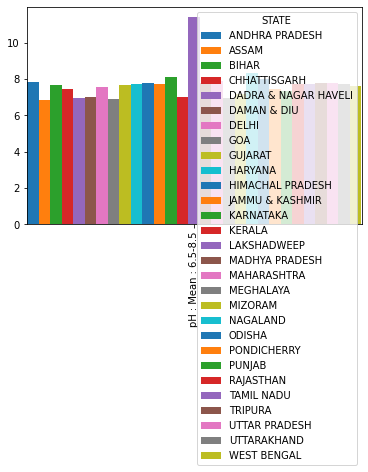 STATE
ANDHRA PRADESH
ASSAM
BIHAR
CHHATTISGARH
DADRA & NAGAR HAVELI
DAMAN & DIU
DELHI
GOA
GUJARAT
HARYANA
HIMACHAL PRADESH
JAMMU & KASHMIR
KARNATAKA
KERALA
LAKSHADWEEP
MADHYA PRADESH
MAHARASHTRA
MEGHALAYA
MIZORAM
NAGALAND
ODISHA
PONDICHERRY
PUNJAB
RAJASTHAN
TAMIL NADU
TRIPURA
UTTAR PRADESH
UTTARAKHAND
WEST BENGAL
10
8
6
4
2
0
pH : Mean : 6.5-8.5